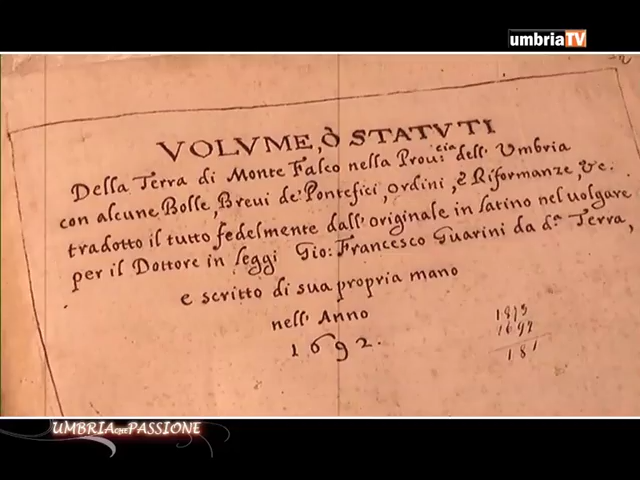 umbriaTV
VOLVME, Ò STATVTI
Della Terra di Monte Falco nella Prou:cia dell' Umbria
con alcune Bolle, Breui de' Pontefici, ordini, è Riformanze &c.
tradotto il tutto fedelmente dall' originale in latino nel uolgare
per il Dottore in leggi Gio: Francesco Guarini da d.a Terra,
e scritto di sua propria mano
nell' Anno
1692.
1692
181
UMBRIA CHE PASSIONE